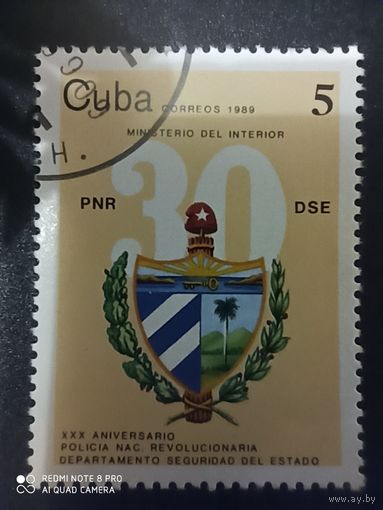 Cuba CORREOS 1989 5
MINISTERIO DEL INTERIOR
30
PNR DSE
H.
XXX ANIVERSARIO
POLICIA NAC. REVOLUCIONARIA
DEPARTAMENTO SEGURIDAD DEL ESTADO
REDMI NOTE 8 PRO
AI QUAD CAMERA
www.ay.by